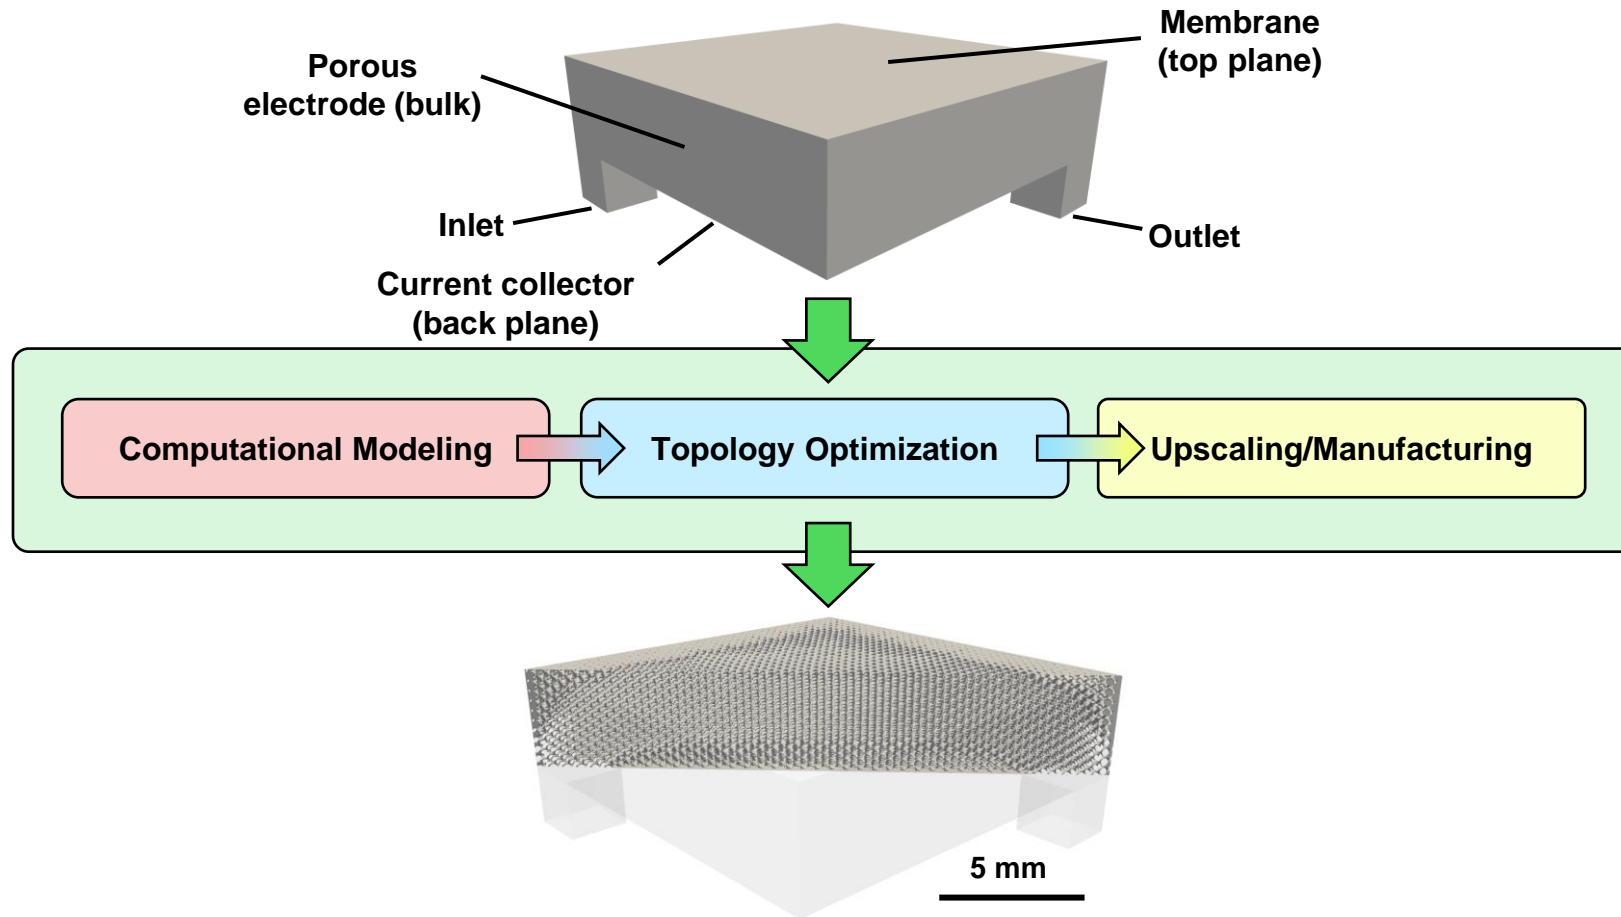 Membrane
(top plane)
Porous
electrode (bulk)
Inlet
Outlet
Current collector
(back plane)
Computational Modeling
Topology Optimization
Upscaling/Manufacturing
5 mm